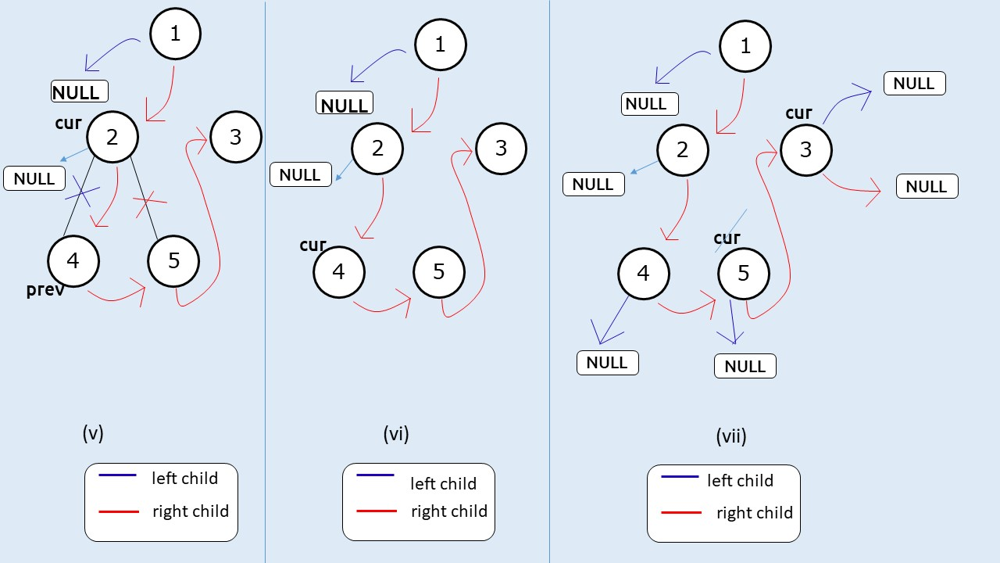 1
NULL
cur
2
3
NULL
4
5
prev
(v)
left child
right child
1
NULL
2
3
NULL
cur
4
5
(vi)
left child
right child
1
NULL
NULL
cur
2
3
NULL
NULL
cur
4
5
NULL
NULL
(vii)
left child
right child